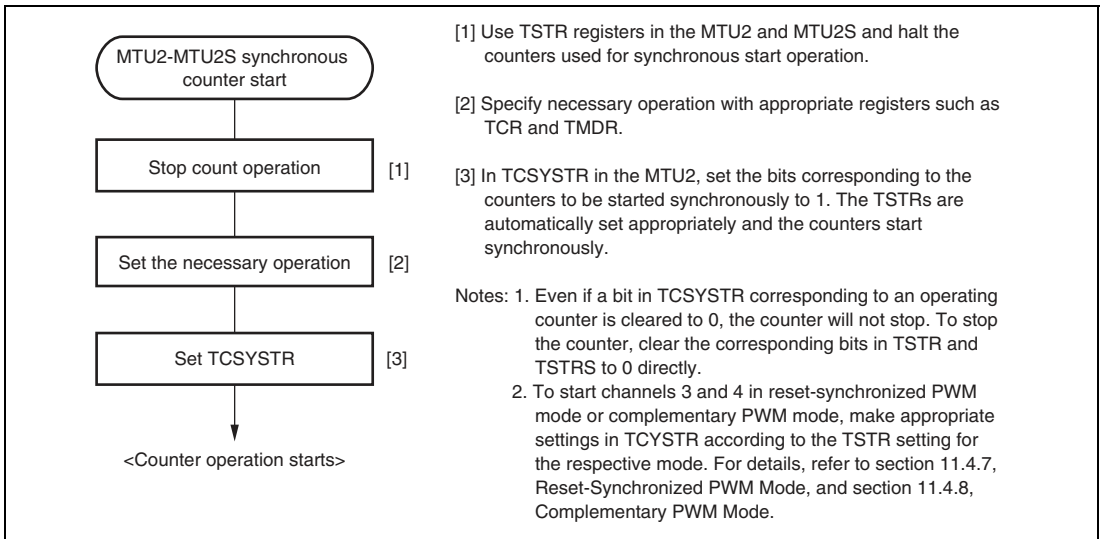 MTU2-MTU2S synchronous
counter start
Stop count operation
[1]
Set the necessary operation
[2]
Set TCSYSTR
[3]
<Counter operation starts>
[1] Use TSTR registers in the MTU2 and MTU2S and halt the
counters used for synchronous start operation.
[2] Specify necessary operation with appropriate registers such as
TCR and TMDR.
[3] In TCSYSTR in the MTU2, set the bits corresponding to the
counters to be started synchronously to 1. The TSTRs are
automatically set appropriately and the counters start
synchronously.
Notes: 1. Even if a bit in TCSYSTR corresponding to an operating
counter is cleared to 0, the counter will not stop. To stop
the counter, clear the corresponding bits in TSTR and
TSTRS to 0 directly.
2. To start channels 3 and 4 in reset-synchronized PWM
mode or complementary PWM mode, make appropriate
settings in TCYSTR according to the TSTR setting for
the respective mode. For details, refer to section 11.4.7,
Reset-Synchronized PWM Mode, and section 11.4.8,
Complementary PWM Mode.